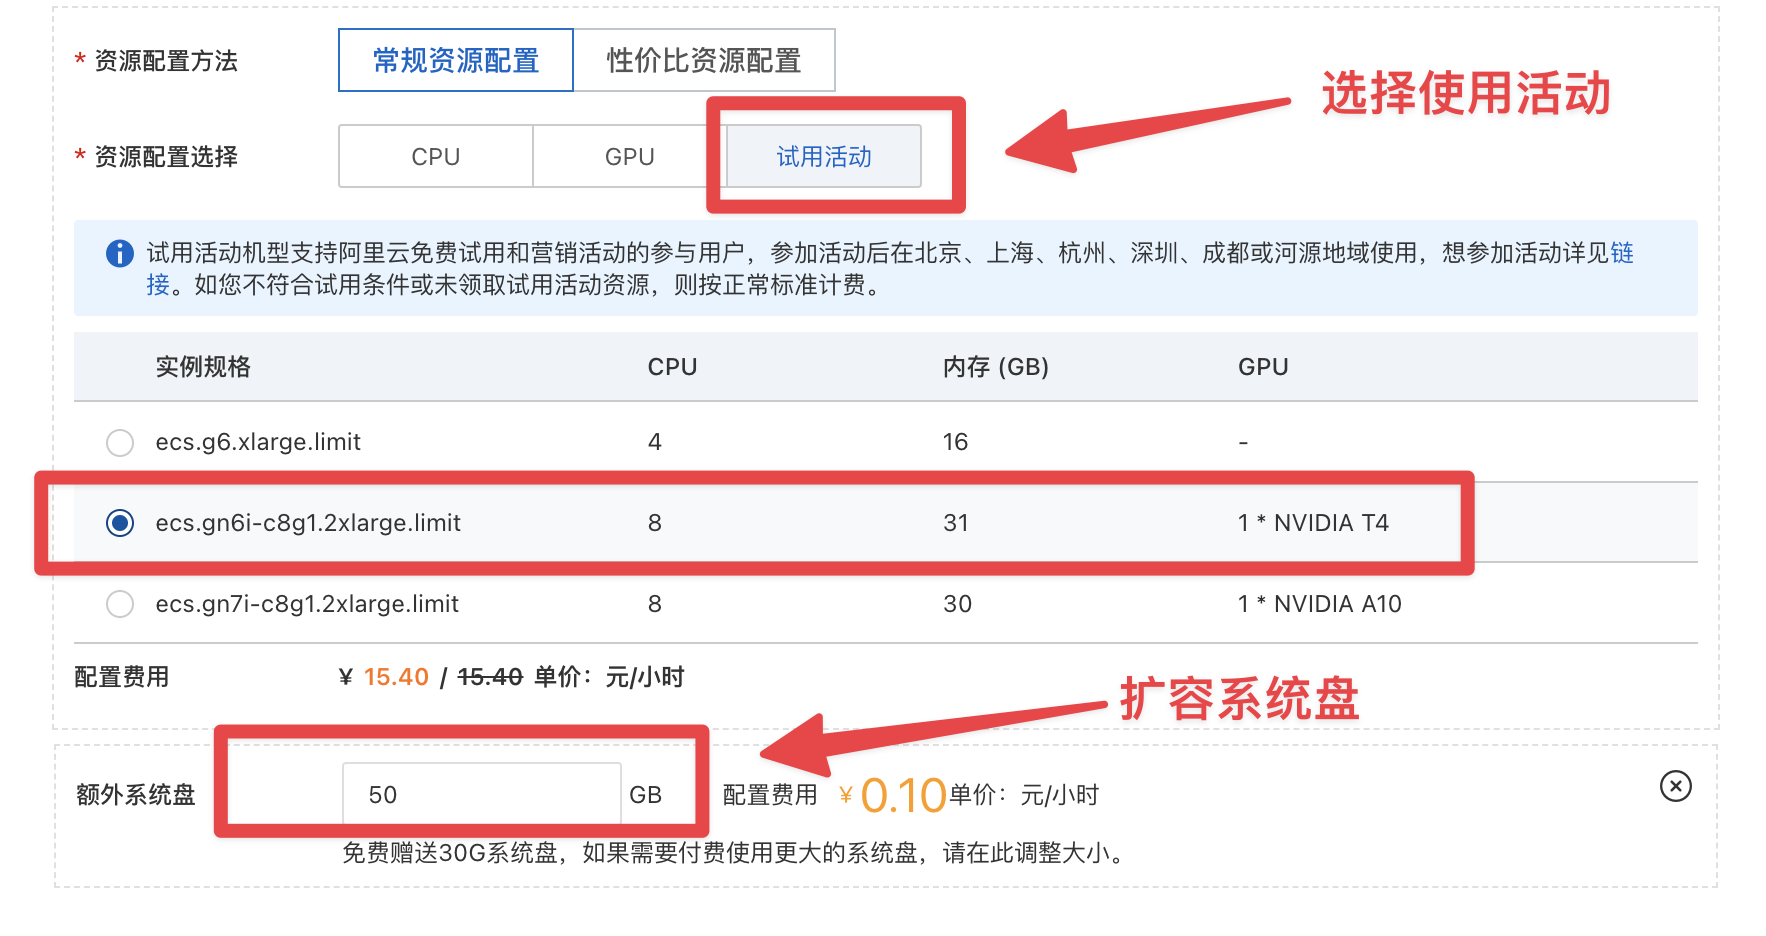 * 资源配置方法
常规资源配置
性价比资源配置
选择使用活动
* 资源配置选择
CPU
GPU
试用活动
试用活动机型支持阿里云免费试用和营销活动的参与用户，参加活动后在北京、上海、杭州、深圳、成都或河源地域使用，想参加活动详见链
接。如您不符合试用条件或未领取试用活动资源，则按正常标准计费。
实例规格 CPU 内存 (GB) GPU
ecs.g6.xlarge.limit 4 16 -
ecs.gn6i-c8g1.2xlarge.limit 8 31 1 * NVIDIA T4
ecs.gn7i-c8g1.2xlarge.limit 8 30 1 * NVIDIA A10
配置费用 ¥ 15.40 / 15.40 单价：元/小时
扩容系统盘
额外系统盘 50 GB 配置费用 ¥0.10单价：元/小时
免费赠送30G系统盘，如果需要付费使用更大的系统盘，请在此调整大小。